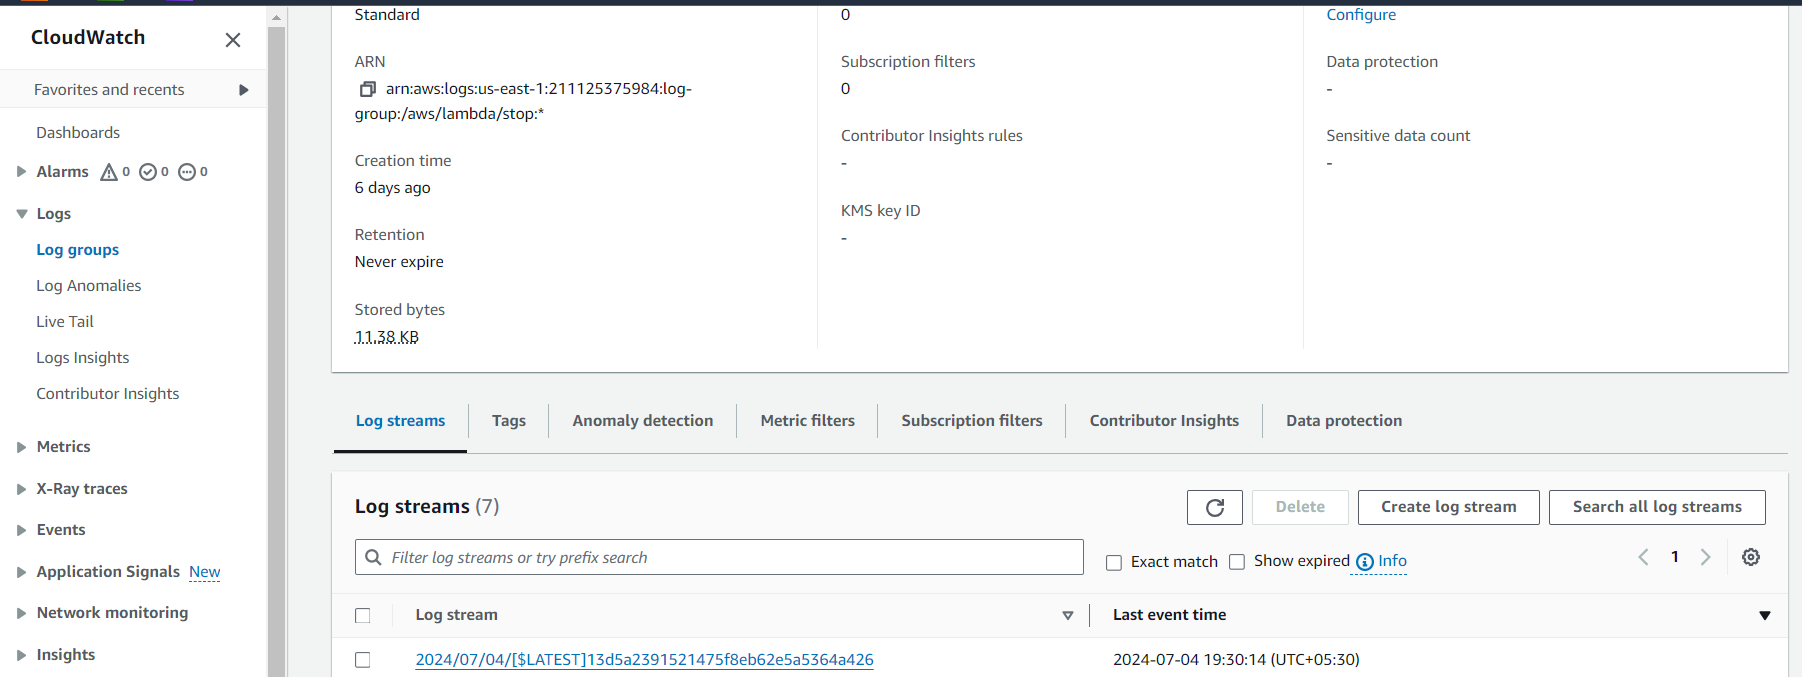 CloudWatch
Favorites and recents
Dashboards
Alarms 0 0 0
Logs
Log groups
Log Anomalies
Live Tail
Logs Insights
Contributor Insights
Metrics
X-Ray traces
Events
Application Signals New
Network monitoring
Insights
Standard
ARN
arn:aws:logs:us-east-1:211125375984:log-
group:/aws/lambda/stop:*
Creation time
6 days ago
Retention
Never expire
Stored bytes
11.38 KB
0
Subscription filters
0
Contributor Insights rules
-
KMS key ID
-
Configure
Data protection
-
Sensitive data count
-
Log streams Tags Anomaly detection Metric filters Subscription filters Contributor Insights Data protection
Log streams (7)
Delete Create log stream Search all log streams
Filter log streams or try prefix search
Exact match Show expired Info
1
Log stream Last event time
2024/07/04/[$LATEST]13d5a2391521475f8eb62e5a5364a426 2024-07-04 19:30:14 (UTC+05:30)